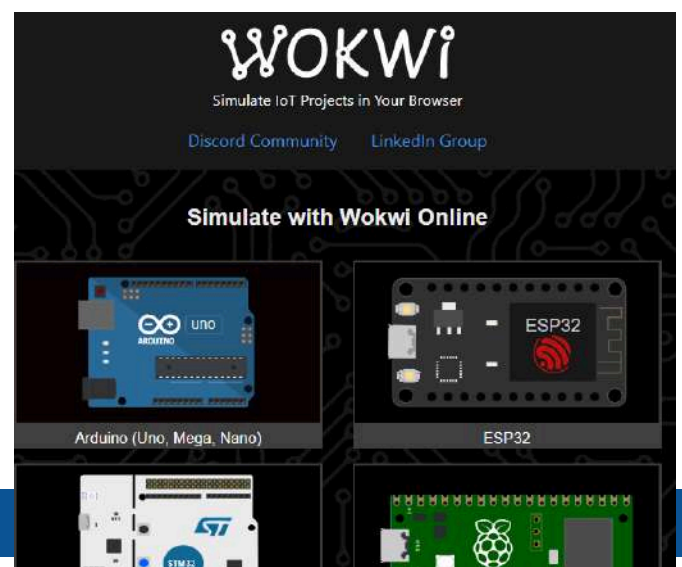 WOKWi
Simulate IoT Projects in Your Browser
Discord Community LinkedIn Group
Simulate with Wokwi Online
UNO
ARDUINO
ESP32
Arduino (Uno, Mega, Nano)
ESP32
ST
STM32